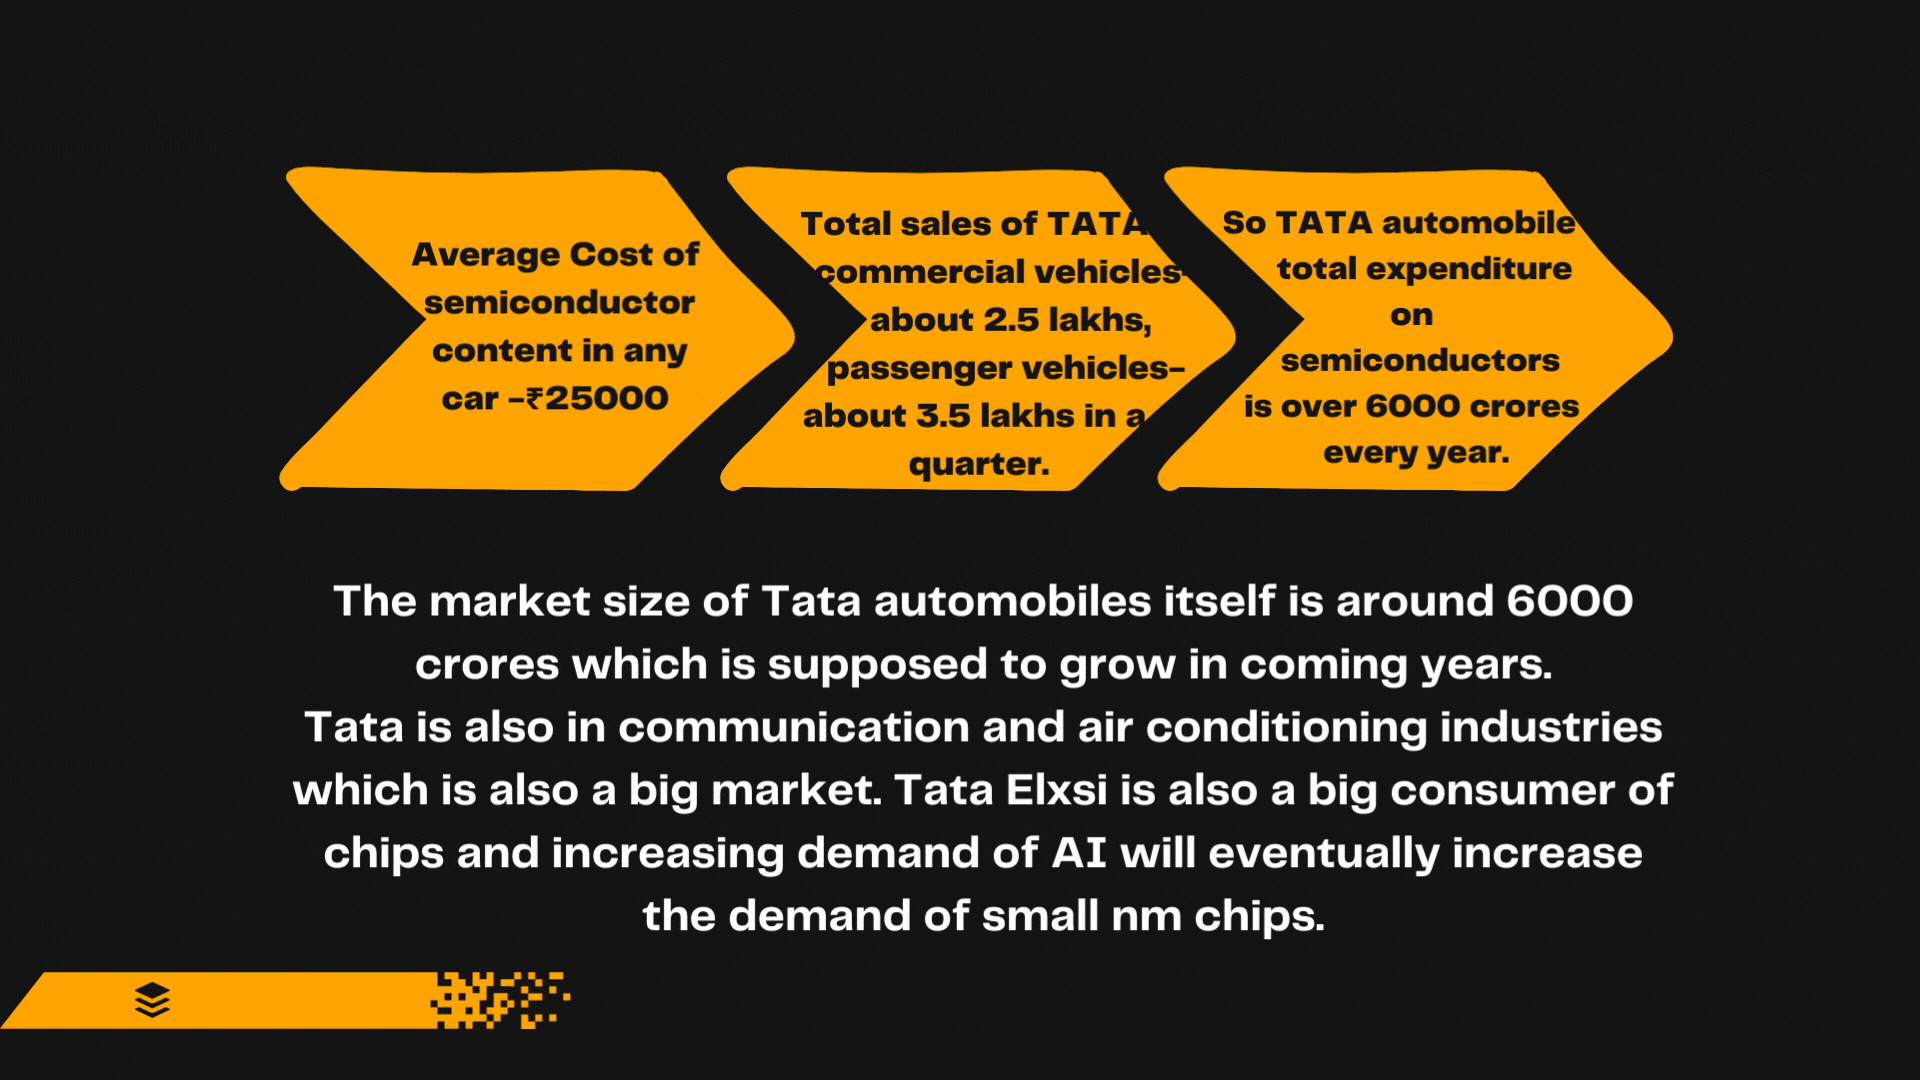 Average Cost of
semiconductor
content in any
car -₹25000
Total sales of TATA
commercial vehicles-
about 2.5 lakhs,
passenger vehicles-
about 3.5 lakhs in a
quarter.
So TATA automobile
total expenditure
on
semiconductors
is over 6000 crores
every year.
The market size of Tata automobiles itself is around 6000
crores which is supposed to grow in coming years.
Tata is also in communication and air conditioning industries
which is also a big market. Tata Elxsi is also a big consumer of
chips and increasing demand of AI will eventually increase
the demand of small nm chips.